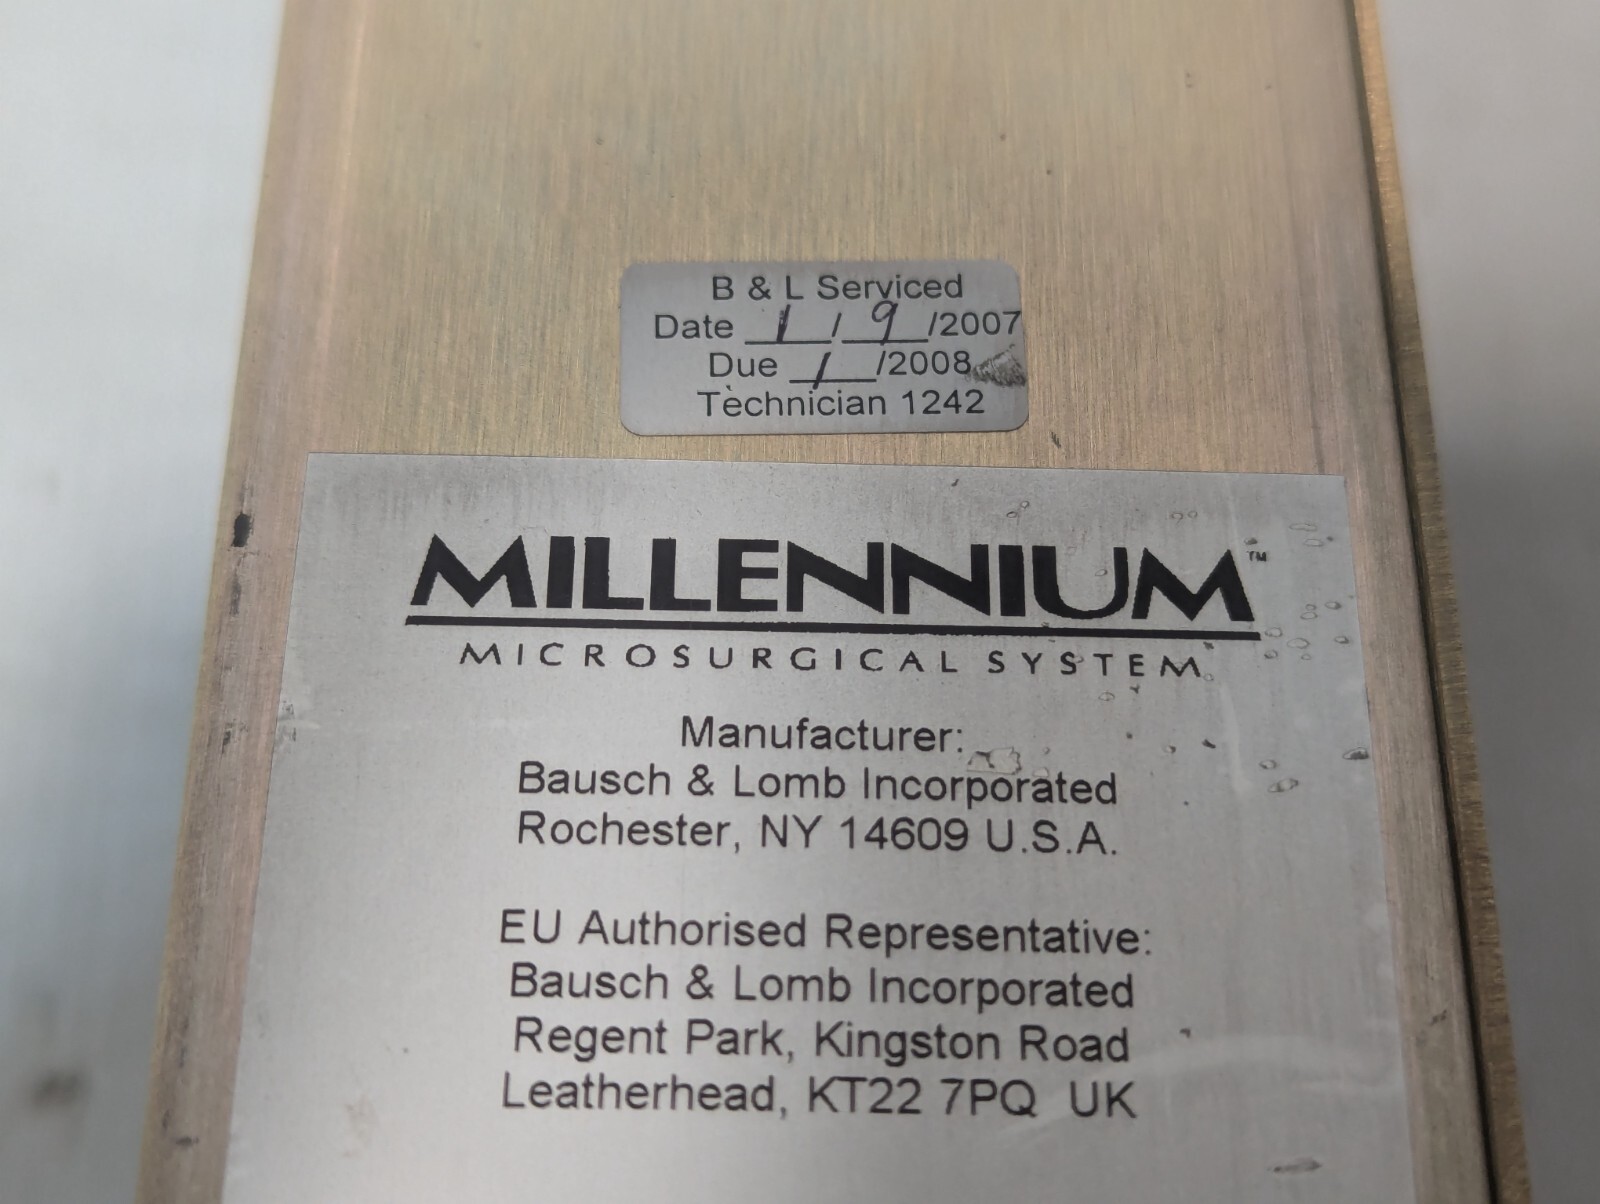 B & L Serviced
Date 1 / 9 /2007
Due 1 /2008
Technician 1242
MILLENNIUM™
MICROSURGICAL SYSTEM
Manufacturer:
Bausch & Lomb Incorporated
Rochester, NY 14609 U.S.A.
EU Authorised Representative:
Bausch & Lomb Incorporated
Regent Park, Kingston Road
Leatherhead, KT22 7PQ UK